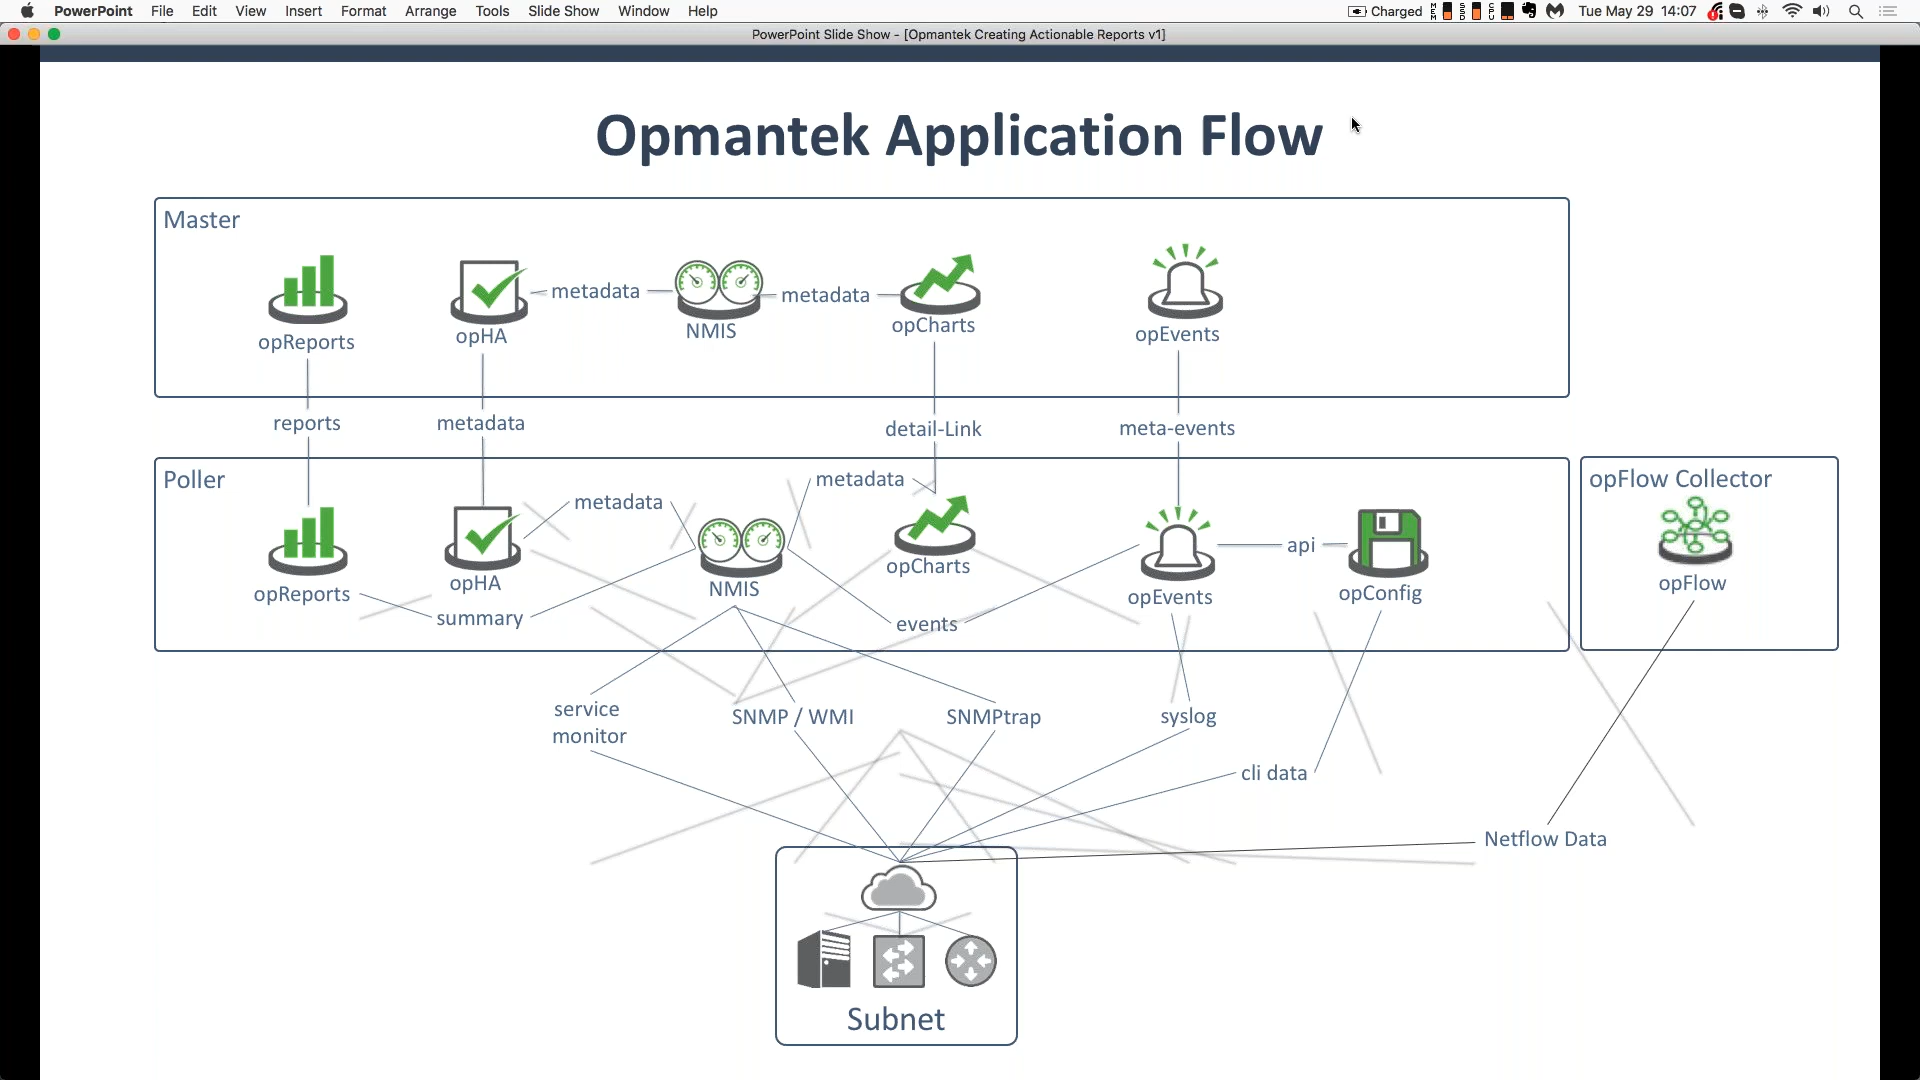 PowerPoint File Edit View Insert Format Arrange Tools Slide Show Window Help Charged MEM SSD CPU Tue May 29 14:07
PowerPoint Slide Show - [Opmantek Creating Actionable Reports v1]
Opmantek Application Flow
Master
metadata
metadata
opReports
opHA
NMIS
opCharts
opEvents
reports
metadata
detail-Link
meta-events
Poller
metadata
metadata
api
opReports
opHA
NMIS
opCharts
opEvents
opConfig
summary
events
opFlow Collector
opFlow
service
monitor
SNMP / WMI
SNMPtrap
syslog
cli data
Netflow Data
Subnet